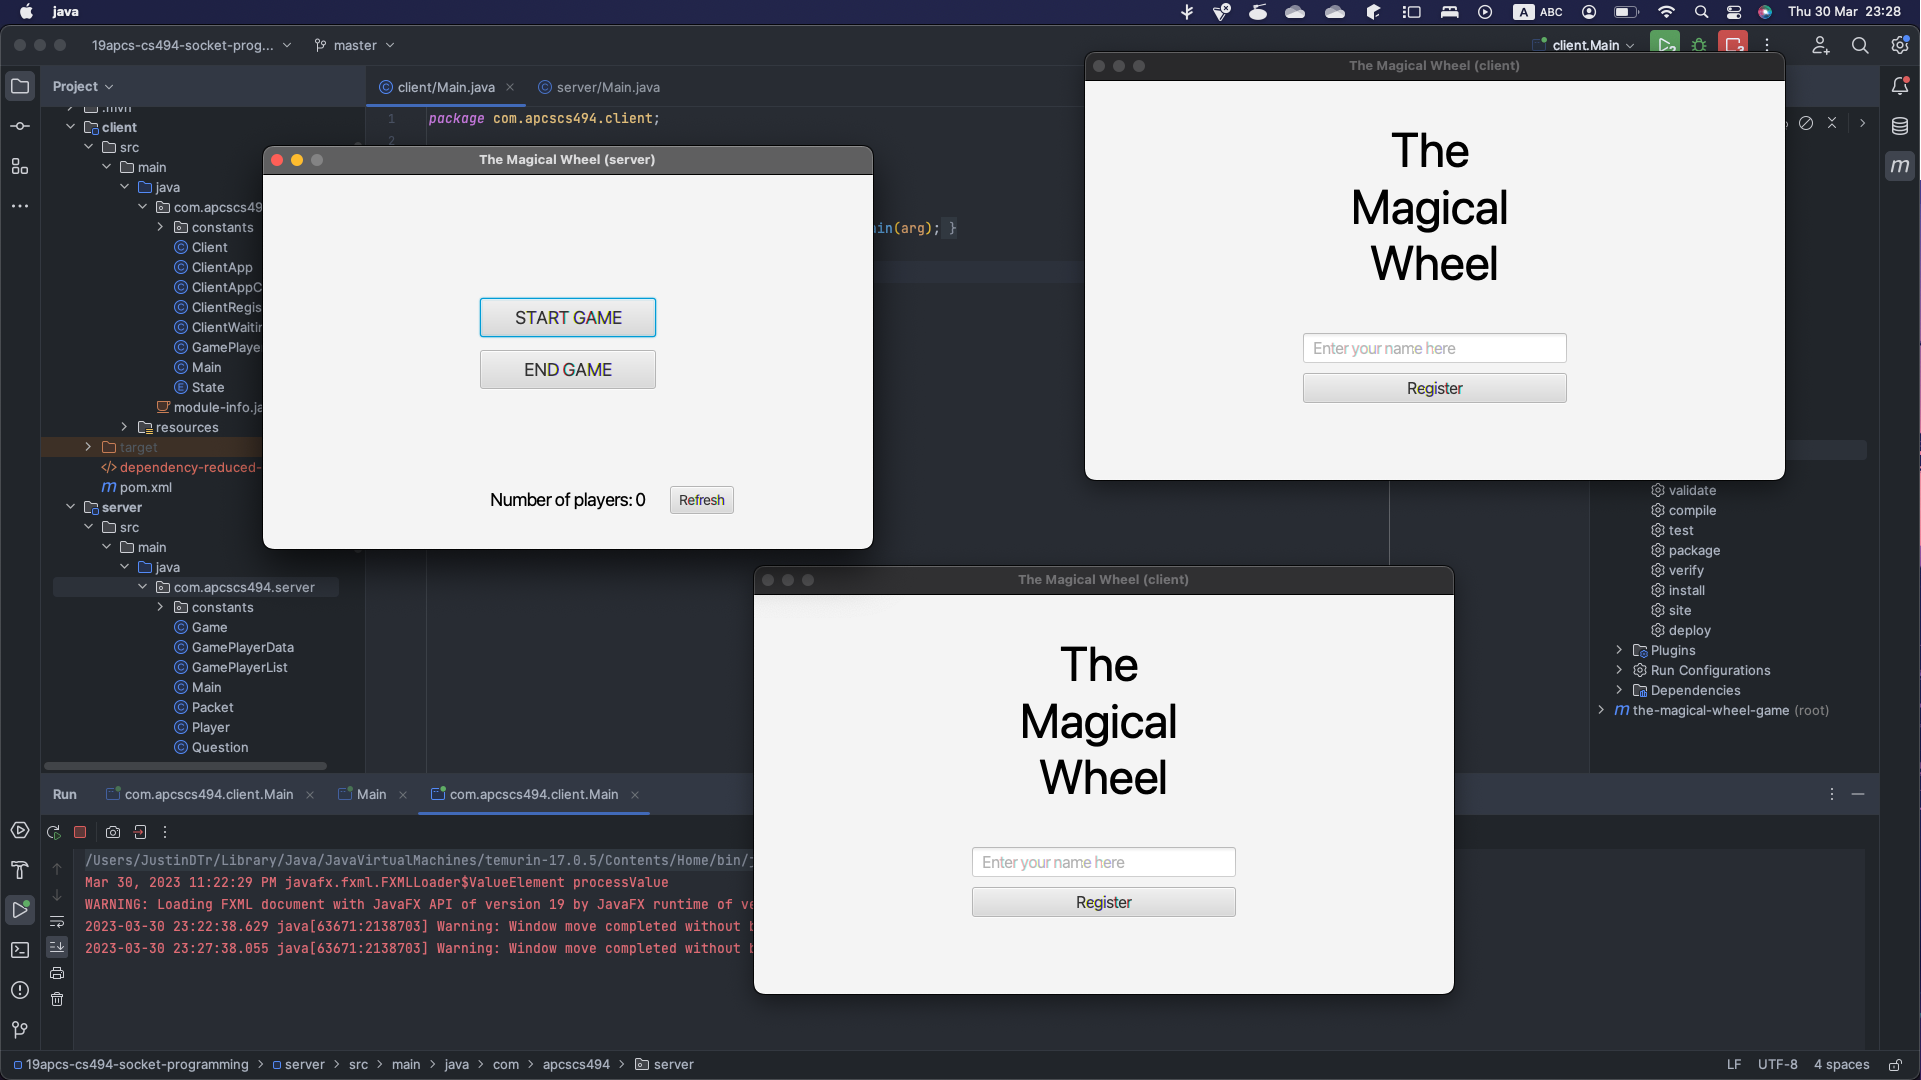 java
ABC
Thu 30 Mar 23:28
19apcs-cs494-socket-prog...
master
client.Main
Project
client/Main.java
server/Main.java
.mvn
client
src
main
java
com.apcscs49
constants
Client
ClientApp
ClientAppC
ClientRegis
ClientWaitin
GamePlaye
Main
State
module-info.ja
resources
target
dependency-reduced-
pom.xml
server
src
main
java
com.apcscs494.server
constants
Game
GamePlayerData
GamePlayerList
Main
Packet
Player
Question
1
package com.apcscs494.client;
2
in(arg); }
The Magical Wheel (server)
START GAME
END GAME
Number of players: 0
Refresh
The Magical Wheel (client)
The
Magical
Wheel
Enter your name here
Register
The Magical Wheel (client)
The
Magical
Wheel
Enter your name here
Register
validate
compile
test
package
verify
install
site
deploy
Plugins
Run Configurations
Dependencies
the-magical-wheel-game (root)
Run
com.apcscs494.client.Main
Main
com.apcscs494.client.Main
/Users/JustinDTr/Library/Java/JavaVirtualMachines/temurin-17.0.5/Contents/Home/bin/j
Mar 30, 2023 11:22:29 PM javafx.fxml.FXMLLoader$ValueElement processValue
WARNING: Loading FXML document with JavaFX API of version 19 by JavaFX runtime of ve
2023-03-30 23:22:38.629 java[63671:2138703] Warning: Window move completed without b
2023-03-30 23:27:38.055 java[63671:2138703] Warning: Window move completed without b
19apcs-cs494-socket-programming > server > src > main > java > com > apcscs494 > server
LF UTF-8 4 spaces